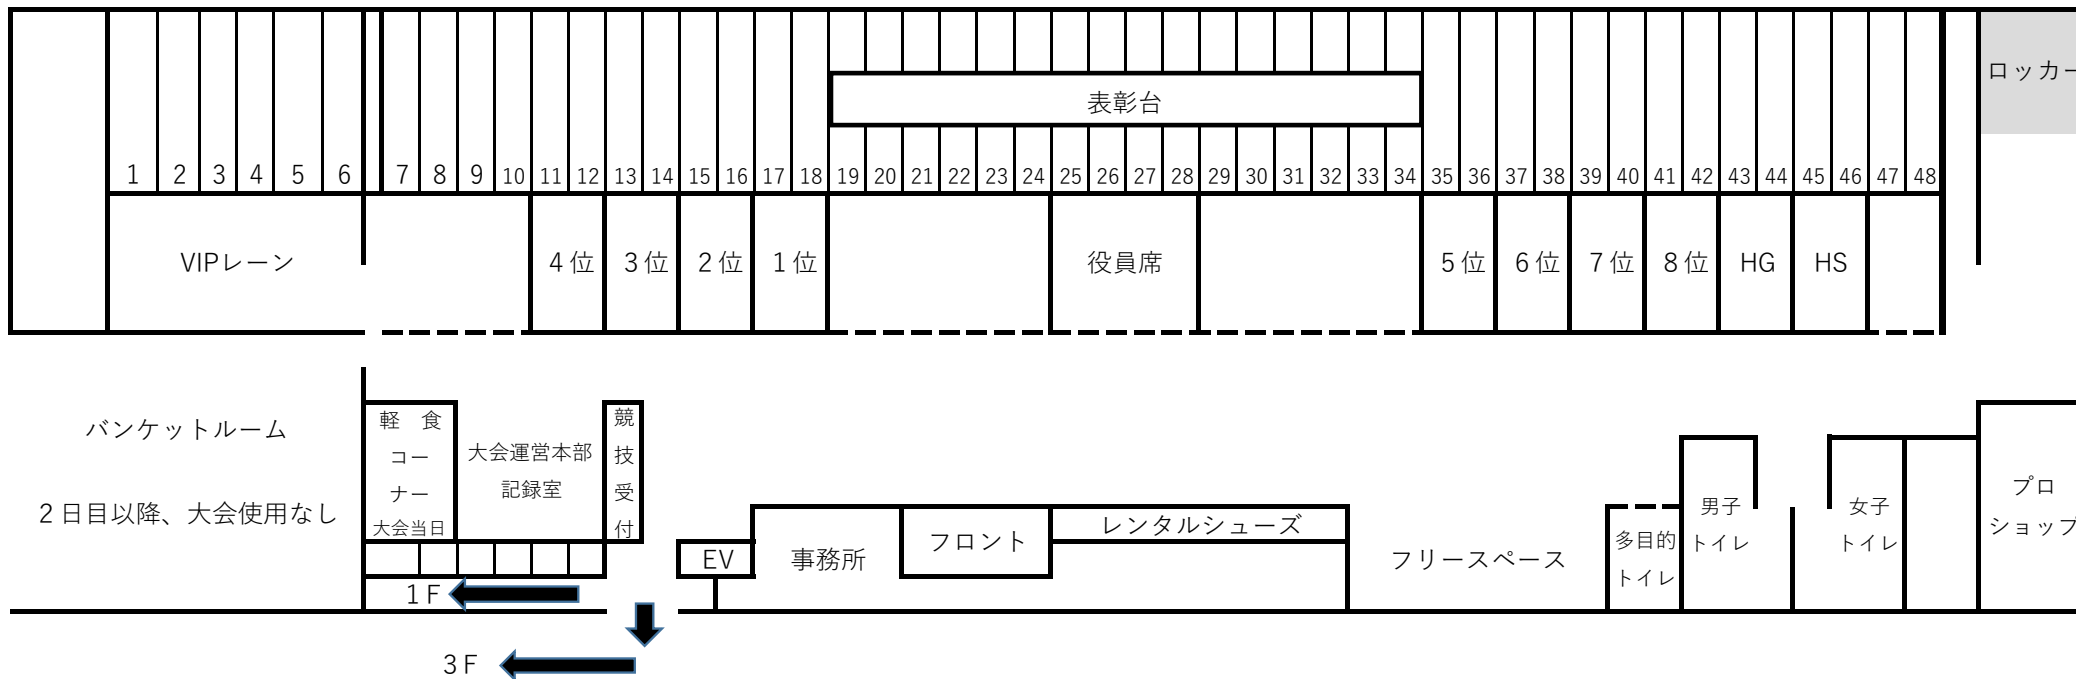 ロッカー
表彰台
1 2 3 4 5 6 7 8 9 10 11 12 13 14 15 16 17 18 19 20 21 22 23 24 25 26 27 28 29 30 31 32 33 34 35 36 37 38 39 40 41 42 43 44 45 46 47 48
VIPレーン
4位
3位
2位
1位
役員席
5位
6位
7位
8位
HG
HS
バンケットルーム
2日目以降、大会使用なし
軽　食
コー
ナー
大会当日
大会運営本部
記録室
競
技
受
付
EV
事務所
フロント
レンタルシューズ
フリースペース
多目的
トイレ
男子
トイレ
女子
トイレ
プロ
ショップ
1F
3F